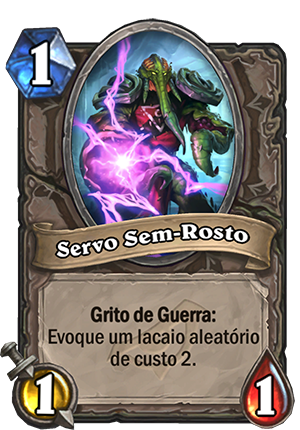 1
Servo Sem-Rosto
Grito de Guerra:
Evoque um lacaio aleatório
de custo 2.
1 1